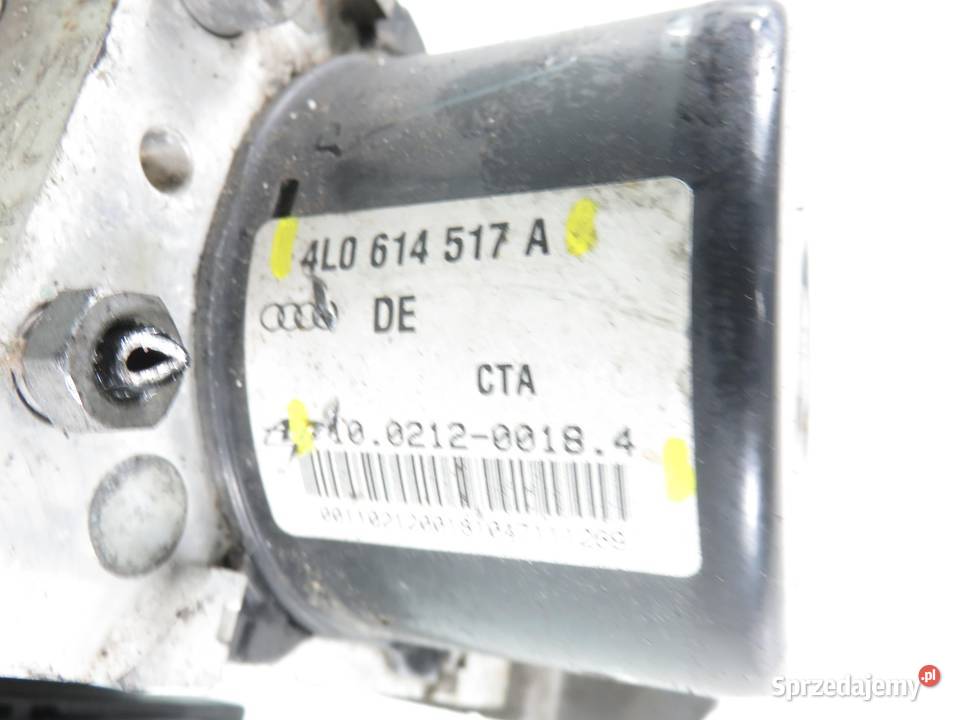 4L0 614 517 A
DE
CTA
10.0212-0018.4
Sprzedajemy.pl